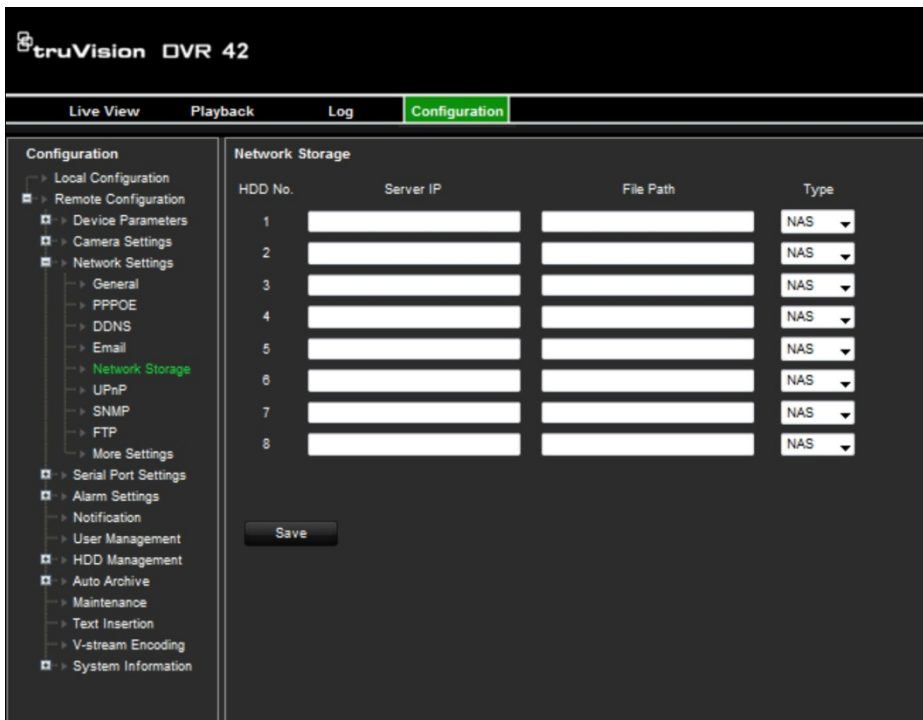 truVision DVR 42
Live View Playback Log Configuration
Configuration
Local Configuration
Remote Configuration
Device Parameters
Camera Settings
Network Settings
General
PPPOE
DDNS
Email
Network Storage
UPnP
SNMP
FTP
More Settings
Serial Port Settings
Alarm Settings
Notification
User Management
HDD Management
Auto Archive
Maintenance
Text Insertion
V-stream Encoding
System Information
Network Storage
HDD No. Server IP File Path Type
1 NAS
2 NAS
3 NAS
4 NAS
5 NAS
6 NAS
7 NAS
8 NAS
Save